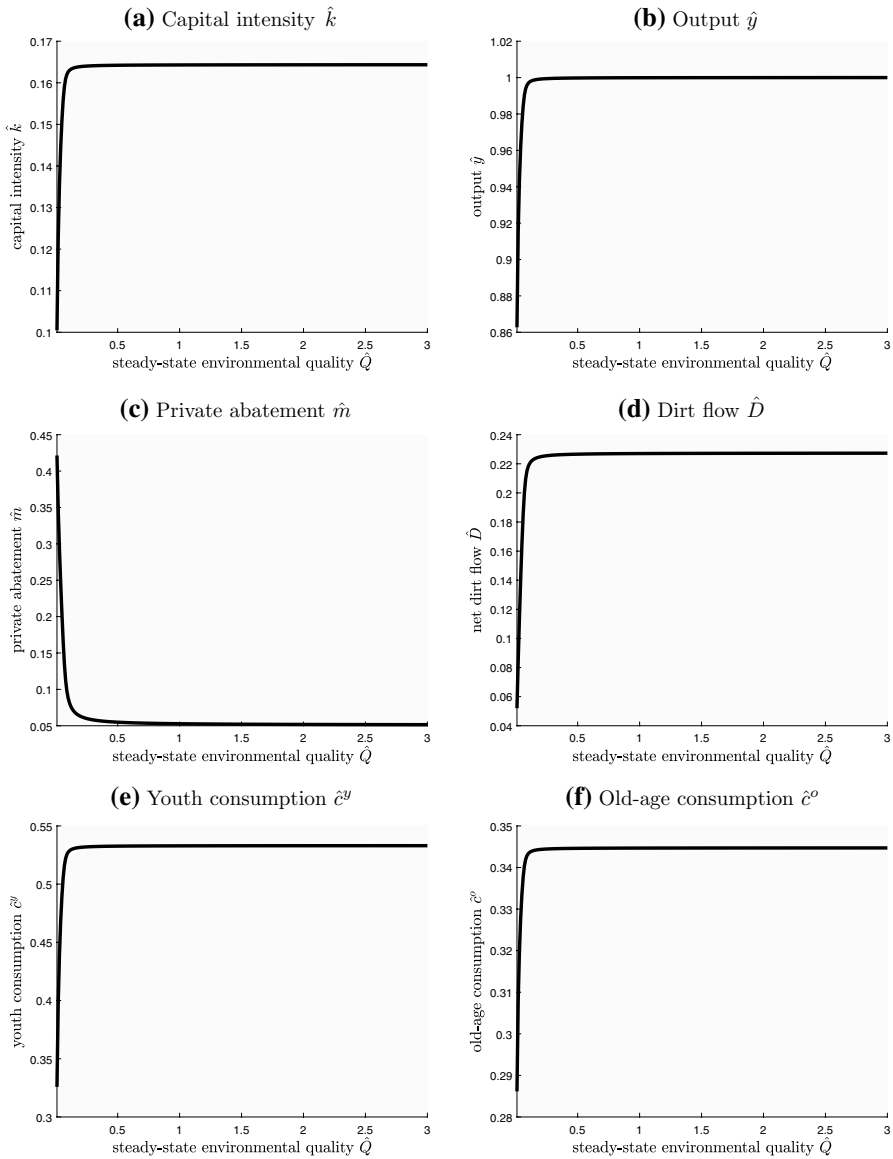 (a) Capital intensity k̂
0.17
0.16
0.15
0.14
0.13
0.12
0.11
0.1
capital intensity k̂
0.5 1 1.5 2 2.5 3
steady-state environmental quality Q̂
(b) Output ŷ
1.02
1
0.98
0.96
0.94
0.92
0.9
0.88
0.86
output ŷ
0.5 1 1.5 2 2.5 3
steady-state environmental quality Q̂
(c) Private abatement m̂
0.45
0.4
0.35
0.3
0.25
0.2
0.15
0.1
0.05
private abatement m̂
0.5 1 1.5 2 2.5 3
steady-state environmental quality Q̂
(d) Dirt flow D̂
0.24
0.22
0.2
0.18
0.16
0.14
0.12
0.1
0.08
0.06
0.04
net dirt flow D̂
0.5 1 1.5 2 2.5 3
steady-state environmental quality Q̂
(e) Youth consumption ĉʸ
0.55
0.5
0.45
0.4
0.35
0.3
youth consumption ĉʸ
0.5 1 1.5 2 2.5 3
steady-state environmental quality Q̂
(f) Old-age consumption ĉᵒ
0.35
0.34
0.33
0.32
0.31
0.3
0.29
0.28
old-age consumption ĉᵒ
0.5 1 1.5 2 2.5 3
steady-state environmental quality Q̂